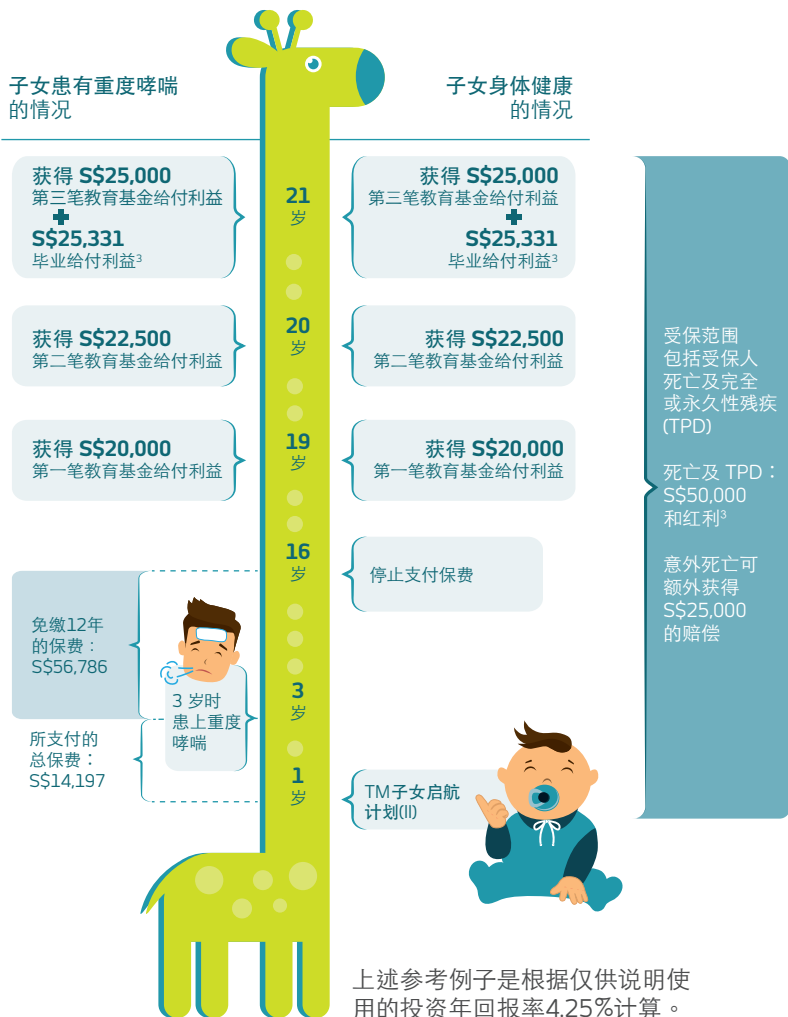 子女患有重度哮喘
的情况
子女身体健康
的情况
获得 S$25,000
第三笔教育基金给付利益
+
S$25,331
毕业给付利益3
21
岁
获得 S$25,000
第三笔教育基金给付利益
+
S$25,331
毕业给付利益3
获得 S$22,500
第二笔教育基金给付利益
20
岁
获得 S$22,500
第二笔教育基金给付利益
获得 S$20,000
第一笔教育基金给付利益
19
岁
获得 S$20,000
第一笔教育基金给付利益
16
岁
停止支付保费
免缴12年
的保费：
S$56,786
3 岁时
患上重度
哮喘
3
岁
所支付的
总保费：
S$14,197
1
岁
TM子女启航
计划(II)
受保范围
包括受保人
死亡及完全
或永久性残疾
(TPD)
死亡及 TPD：
S$50,000
和红利3
意外死亡可
额外获得
S$25,000
的赔偿
上述参考例子是根据仅供说明使
用的投资年回报率4.25%计算。